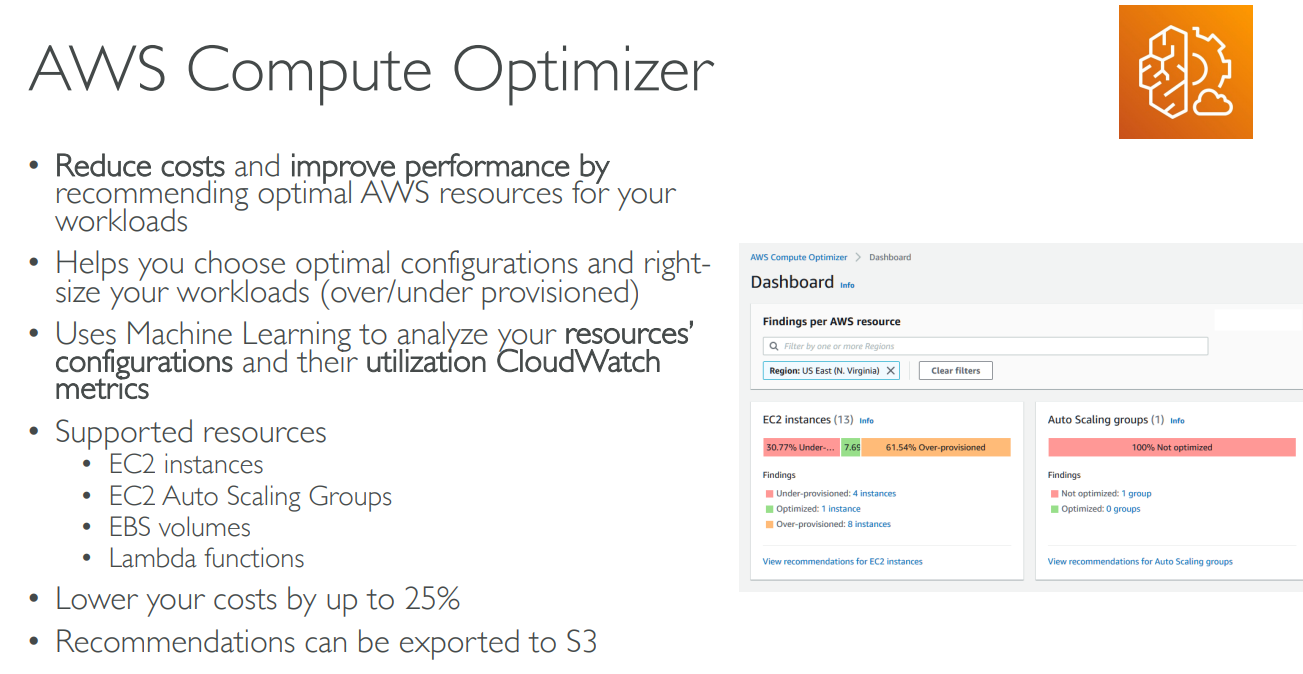 AWS Compute Optimizer
• Reduce costs and improve performance by
recommending optimal AWS resources for your
workloads
• Helps you choose optimal configurations and right-
size your workloads (over/under provisioned)
• Uses Machine Learning to analyze your resources’
configurations and their utilization CloudWatch
metrics
• Supported resources
• EC2 instances
• EC2 Auto Scaling Groups
• EBS volumes
• Lambda functions
• Lower your costs by up to 25%
• Recommendations can be exported to S3
AWS Compute Optimizer > Dashboard
Dashboard Info
Findings per AWS resource
Filter by one or more Regions
Region: US East (N. Virginia) X Clear filters
EC2 instances (13) Info
30.77% Under-... 7.69 61.54% Over-provisioned
Findings
Under-provisioned: 4 instances
Optimized: 1 instance
Over-provisioned: 8 instances
View recommendations for EC2 instances
Auto Scaling groups (1) Info
100% Not optimized
Findings
Not optimized: 1 group
Optimized: 0 groups
View recommendations for Auto Scaling groups